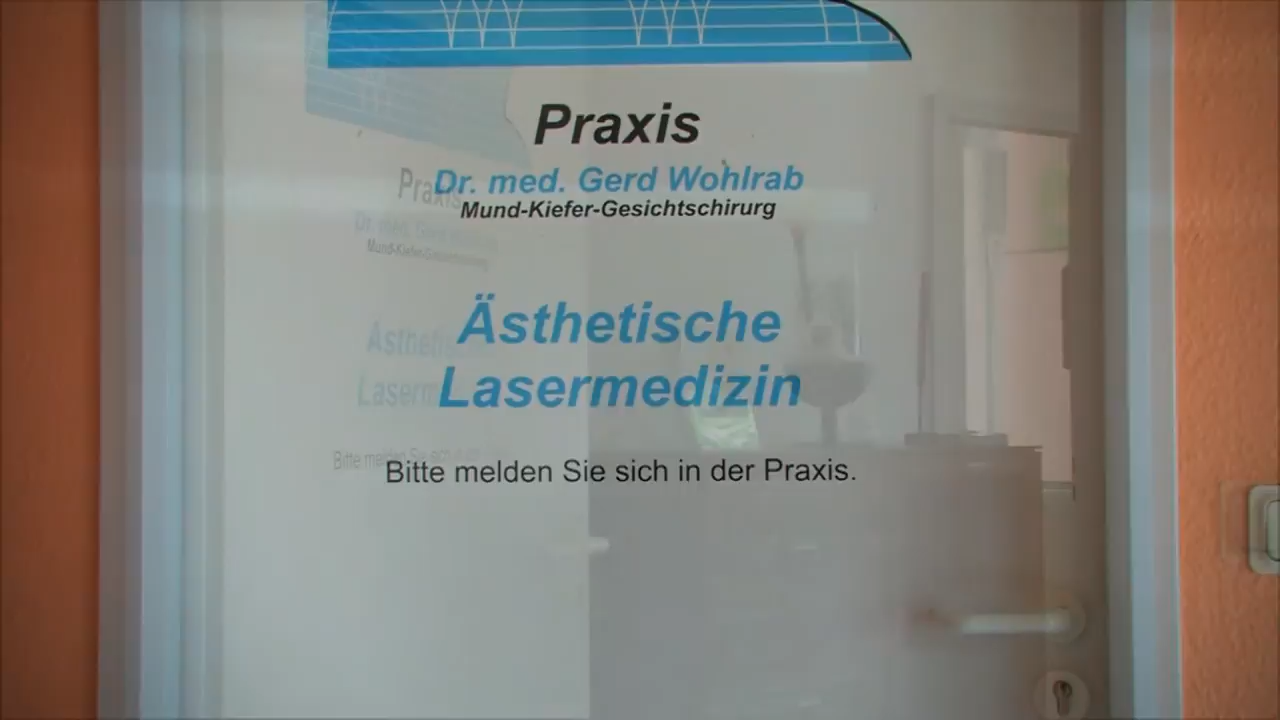 Praxis
Dr. med. Gerd Wohlrab
Mund-Kiefer-Gesichtschirurg
Ästhetische
Lasermedizin
Bitte melden Sie sich in der Praxis.